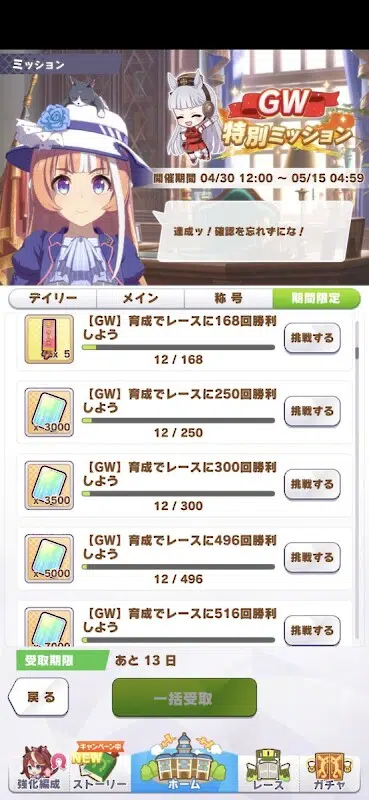 ミッション
GW
特別ミッション
開催期間 04/30 12:00 ~ 05/15 04:59
達成ッ！確認を忘れずにな！
デイリー メイン 称号 期間限定
【GW】育成でレースに168回勝利
しよう
x 5
12 / 168
挑戦する
【GW】育成でレースに250回勝利
しよう
x 3000
12 / 250
挑戦する
【GW】育成でレースに300回勝利
しよう
x 3500
12 / 300
挑戦する
【GW】育成でレースに496回勝利
しよう
x 5000
12 / 496
挑戦する
【GW】育成でレースに516回勝利
しよう
x 7000
挑戦する
受取期限 あと 13 日
戻る
一括受取
キャンペーン中
NEW
強化編成 ストーリー ホーム レース ガチャ